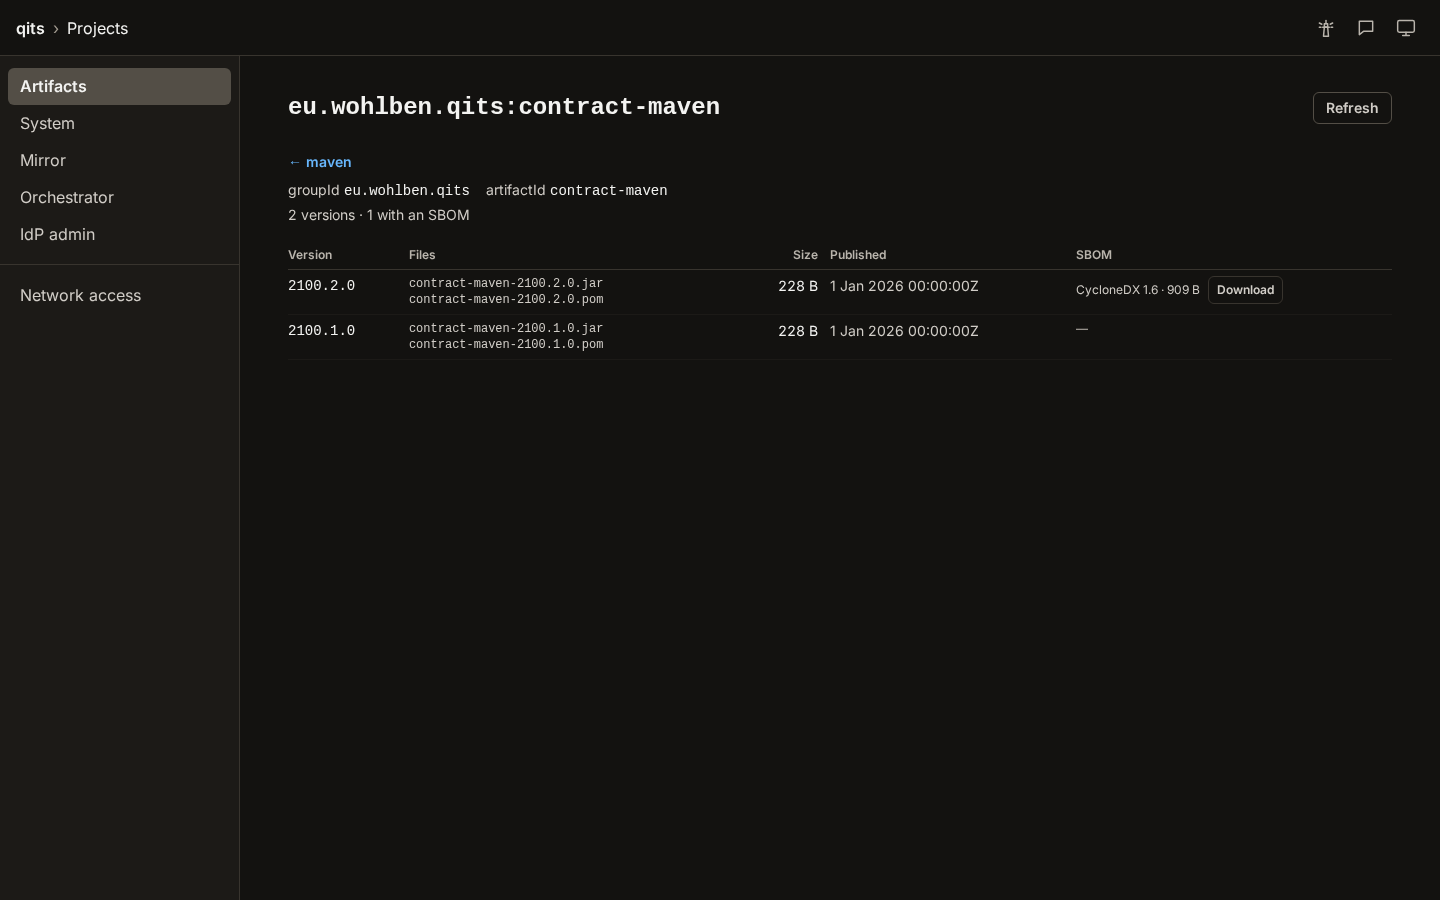 qits › Projects
Artifacts
System
Mirror
Orchestrator
IdP admin
Network access
eu.wohlben.qits:contract-maven
Refresh
← maven
groupId eu.wohlben.qits artifactId contract-maven
2 versions · 1 with an SBOM
Version Files Size Published SBOM
2100.2.0 contract-maven-2100.2.0.jar 228 B 1 Jan 2026 00:00:00Z CycloneDX 1.6 · 909 B Download
contract-maven-2100.2.0.pom
2100.1.0 contract-maven-2100.1.0.jar 228 B 1 Jan 2026 00:00:00Z —
contract-maven-2100.1.0.pom